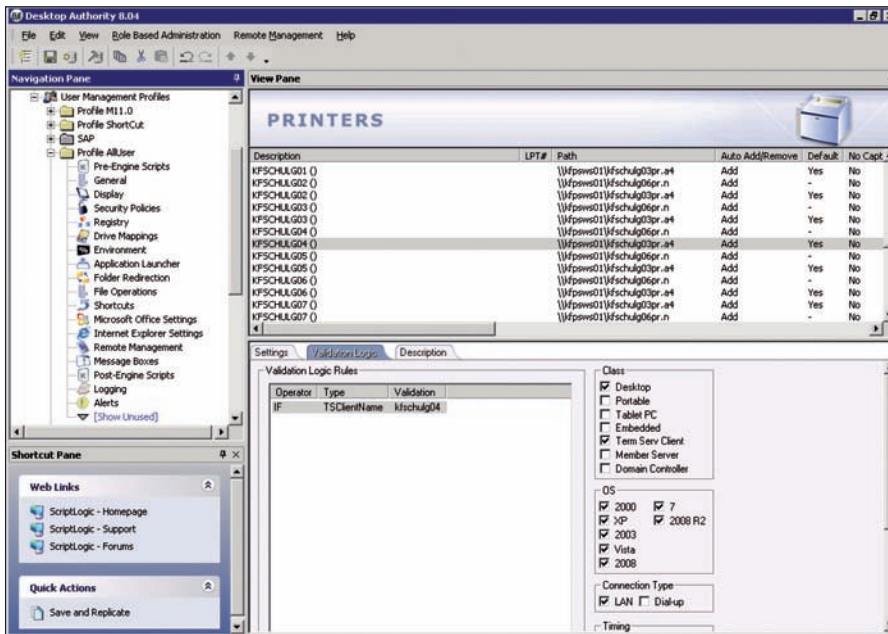 Desktop Authority 8.04
File Edit View Role Based Administration Remote Management Help
Navigation Pane
User Management Profiles
Profile M11.0
Profile ShortCut
SAP
Profile AllUser
Pre-Engine Scripts
General
Display
Security Policies
Registry
Drive Mappings
Environment
Application Launcher
Folder Redirection
File Operations
Shortcuts
Microsoft Office Settings
Internet Explorer Settings
Remote Management
Message Boxes
Post-Engine Scripts
Logging
Alerts
[Show Unused]
Shortcut Pane
Web Links
ScriptLogic - Homepage
ScriptLogic - Support
ScriptLogic - Forums
Quick Actions
Save and Replicate
View Pane
PRINTERS
Description LPT# Path Auto Add/Remove Default No Capt
KFSCHULG01 () \\kfpsws01\kfschulg03pr.a4 Add Yes No
KFSCHULG02 () \\kfpsws01\kfschulg06pr.n Add - No
KFSCHULG02 () \\kfpsws01\kfschulg03pr.a4 Add Yes No
KFSCHULG03 () \\kfpsws01\kfschulg06pr.n Add - No
KFSCHULG03 () \\kfpsws01\kfschulg03pr.a4 Add Yes No
KFSCHULG04 () \\kfpsws01\kfschulg06pr.n Add - No
KFSCHULG04 () \\kfpsws01\kfschulg03pr.a4 Add Yes No
KFSCHULG05 () \\kfpsws01\kfschulg06pr.n Add - No
KFSCHULG05 () \\kfpsws01\kfschulg03pr.a4 Add Yes No
KFSCHULG06 () \\kfpsws01\kfschulg06pr.n Add - No
KFSCHULG06 () \\kfpsws01\kfschulg03pr.a4 Add Yes No
KFSCHULG07 () \\kfpsws01\kfschulg03pr.a4 Add Yes No
KFSCHULG07 () \\kfpsws01\kfschulg06pr.n Add - No
Settings Validation Logic Description
Validation Logic Rules
Operator Type Validation
IF TSClientName kfschulg04
Class
Desktop
Portable
Tablet PC
Embedded
Term Serv Client
Member Server
Domain Controller
OS
2000 7
XP 2008 R2
2003
Vista
2008
Connection Type
LAN Dial-up
Timing